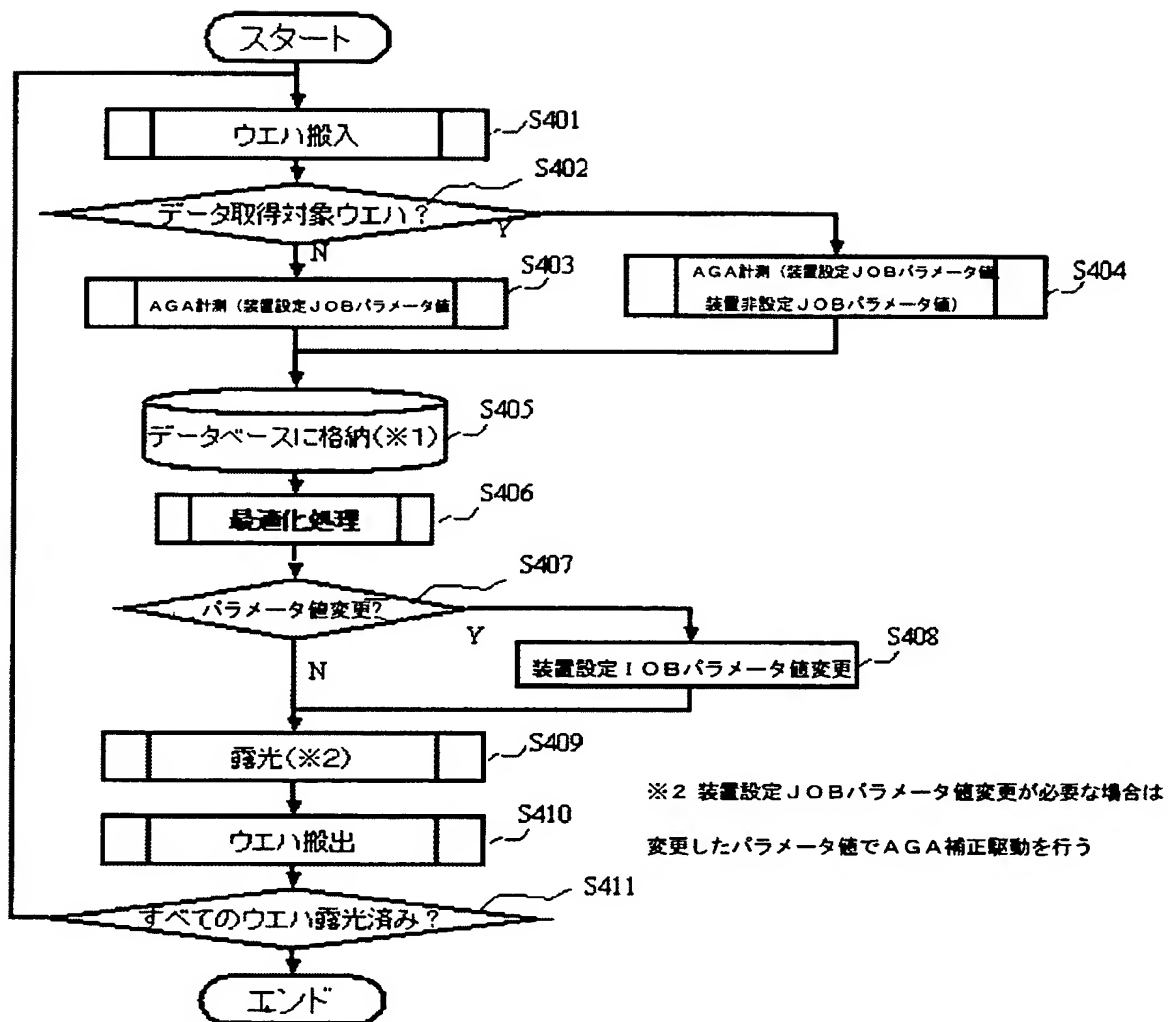 スタート
ウエハ搬入
S401
S402
データ取得対象ウエハ?
Y
N
S403
AGA計測(装置設定JOBパラメータ値
AGA計測(装置設定JOBパラメータ値
装置非設定JOBパラメータ値)
S404
データベースに格納(※1)
S405
最適化処理
S406
S407
パラメータ値変更?
Y
N
S408
装置設定IOBパラメータ値変更
露光(※2)
S409
ウエハ搬出
S410
※2 装置設定JOBパラメータ値変更が必要な場合は
変更したパラメータ値でAGA補正駆動を行う
S411
すべてのウエハ露光済み?
エンド